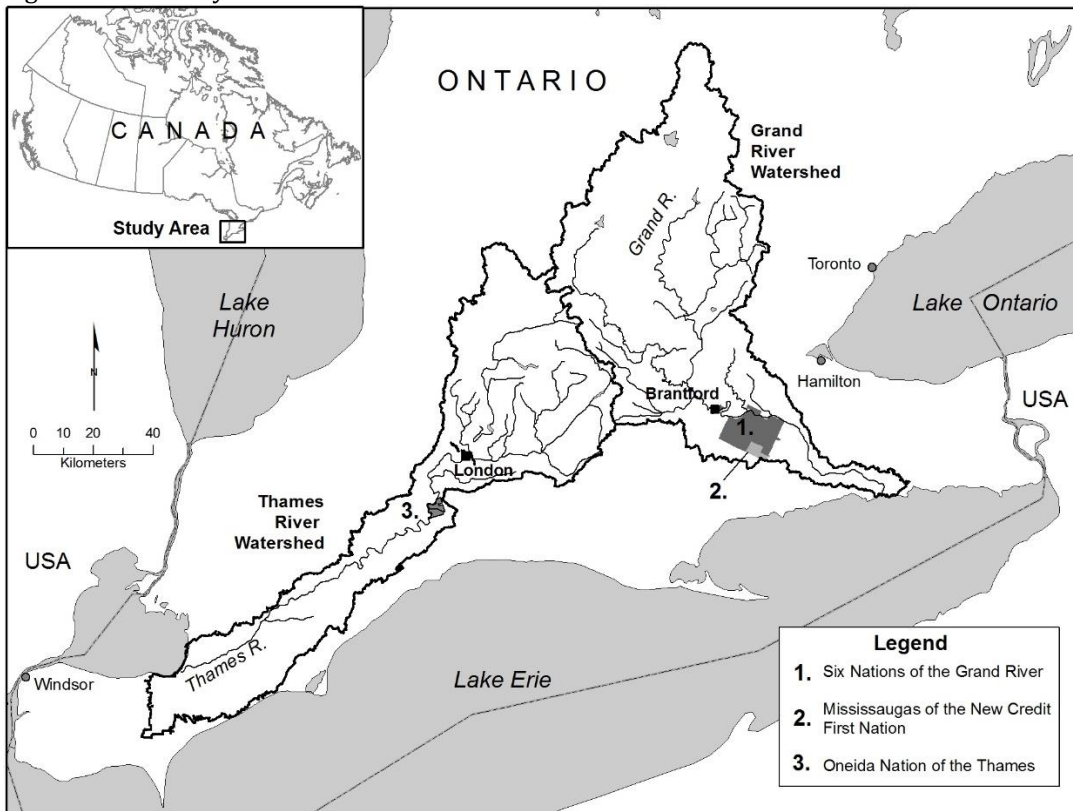 ONTARIO
CANADA
Study Area
Grand
River
Watershed
Grand R.
Toronto
Lake Ontario
Lake
Huron
Hamilton
USA
N
Brantford
1.
0 20 40
Kilometers
London
2.
3.
Thames
River
Watershed
USA
Thames R.
Windsor
Lake Erie
Legend
1. Six Nations of the Grand River
2. Mississaugas of the New Credit
First Nation
3. Oneida Nation of the Thames